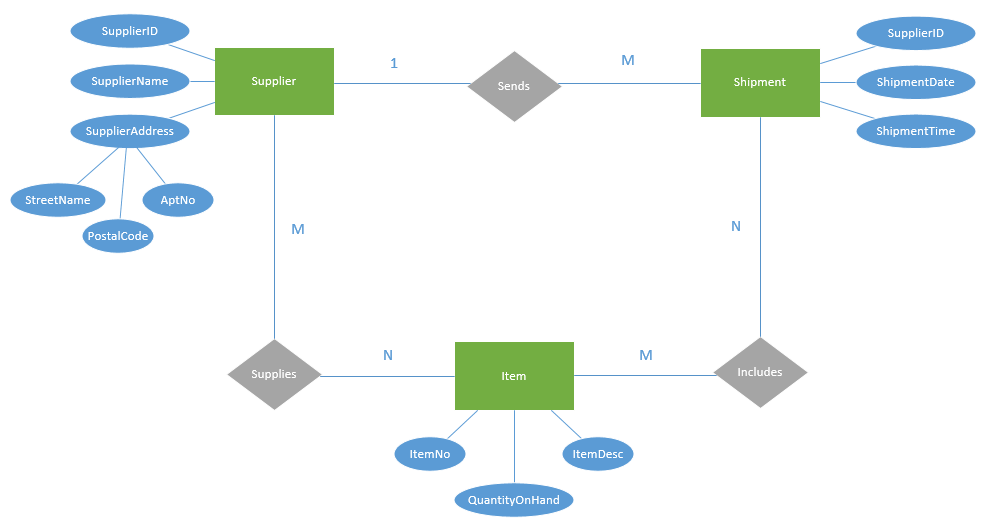 SupplierID
SupplierID
Supplier
1
M
Sends
Shipment
SupplierName
ShipmentDate
SupplierAddress
ShipmentTime
StreetName
AptNo
PostalCode
M
N
Supplies
N
Item
M
Includes
ItemNo
ItemDesc
QuantityOnHand